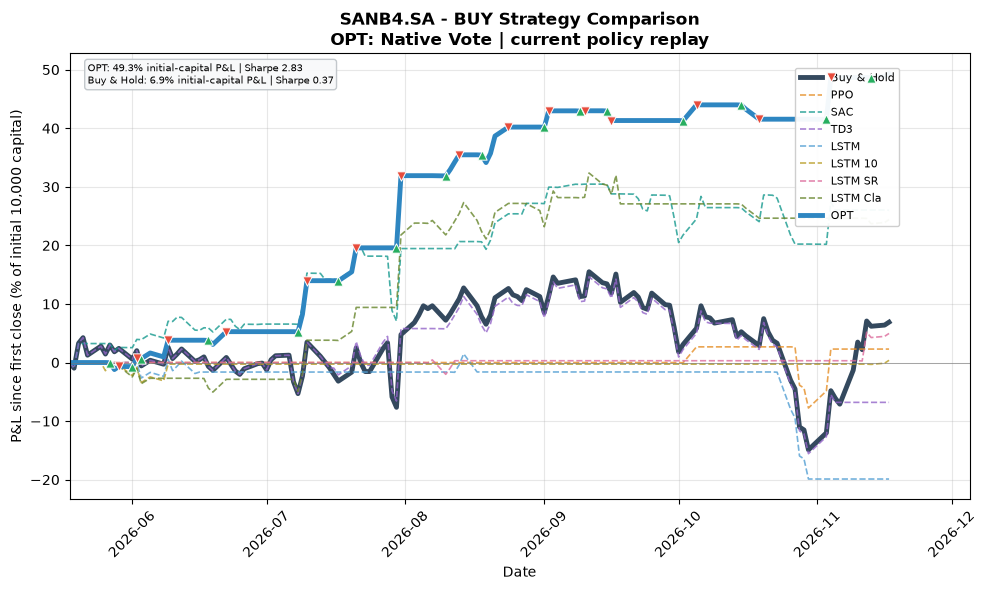 SANB4.SA - BUY Strategy Comparison
OPT: Native Vote | current policy replay
OPT: 49.3% initial-capital P&L | Sharpe 2.83
Buy & Hold: 6.9% initial-capital P&L | Sharpe 0.37
Buy & Hold
PPO
SAC
TD3
LSTM
LSTM 10
LSTM SR
LSTM Cla
OPT
P&L since first close (% of initial 10,000 capital)
50
40
30
20
10
0
−10
−20
2026-06
2026-07
2026-08
2026-09
2026-10
2026-11
2026-12
Date